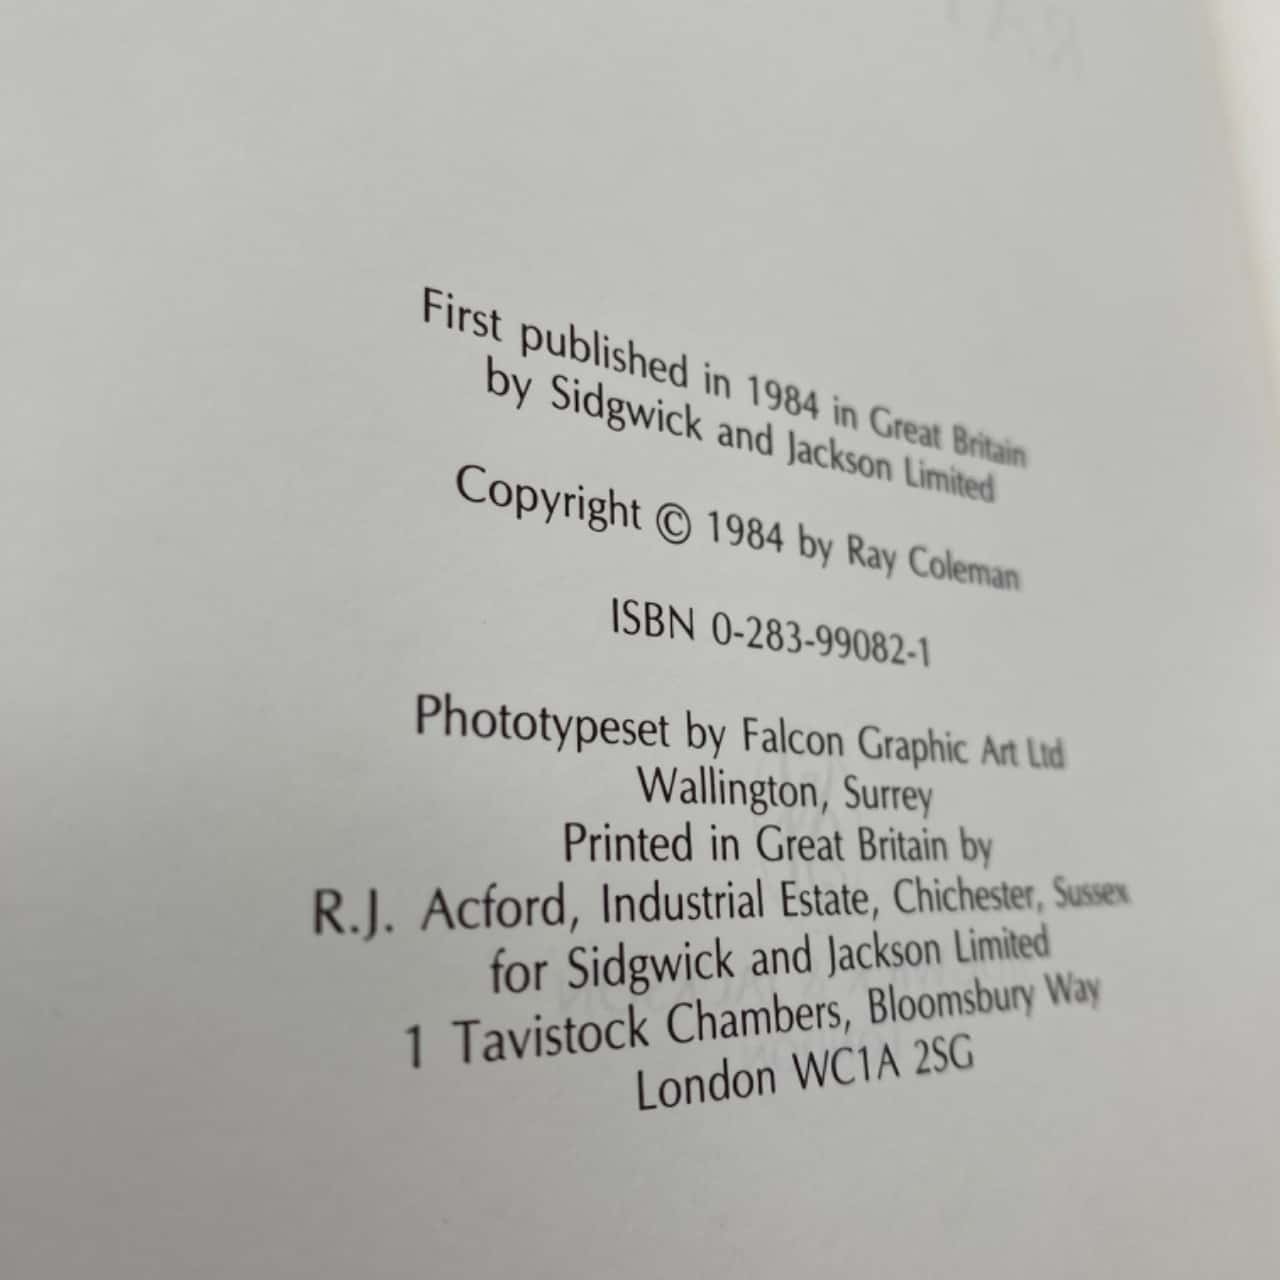 First published in 1984 in Great Britain
by Sidgwick and Jackson Limited
Copyright © 1984 by Ray Coleman
ISBN 0-283-99082-1
Phototypeset by Falcon Graphic Art Ltd
Wallington, Surrey
Printed in Great Britain by
R.J. Acford, Industrial Estate, Chichester, Sussex
for Sidgwick and Jackson Limited
1 Tavistock Chambers, Bloomsbury Way
London WC1A 2SG